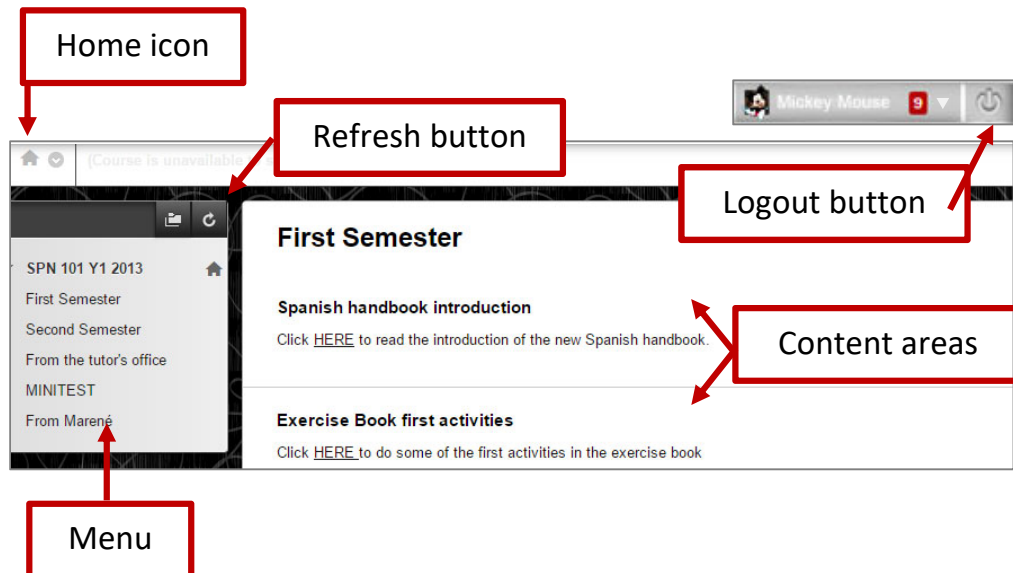 Home icon
Mickey Mouse 9
Refresh button
(Course is unavailable
Logout button
First Semester
SPN 101 Y1 2013
First Semester
Second Semester
From the tutor's office
MINITEST
From Marené
Spanish handbook introduction
Click HERE to read the introduction of the new Spanish handbook.
Content areas
Exercise Book first activities
Click HERE to do some of the first activities in the exercise book
Menu